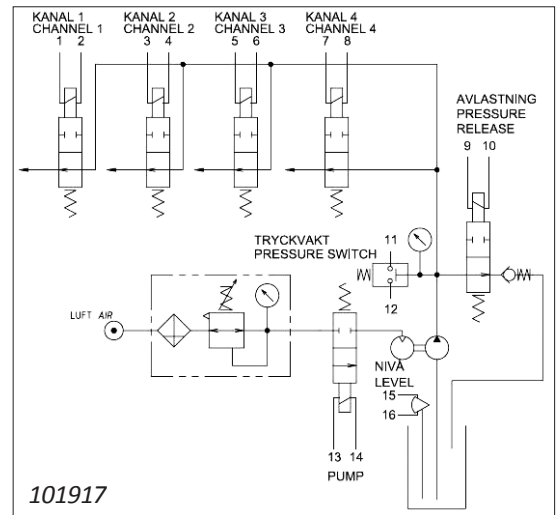 KANAL 1 KANAL 2 KANAL 3 KANAL 4
CHANNEL 1 CHANNEL 2 CHANNEL 3 CHANNEL 4
1 2 3 4 5 6 7 8
AVLASTNING
PRESSURE
RELEASE
9 10
TRYCKVAKT
PRESSURE SWITCH
11
12
LUFT AIR
NIVA
LEVEL
15
16
13 14
PUMP
101917